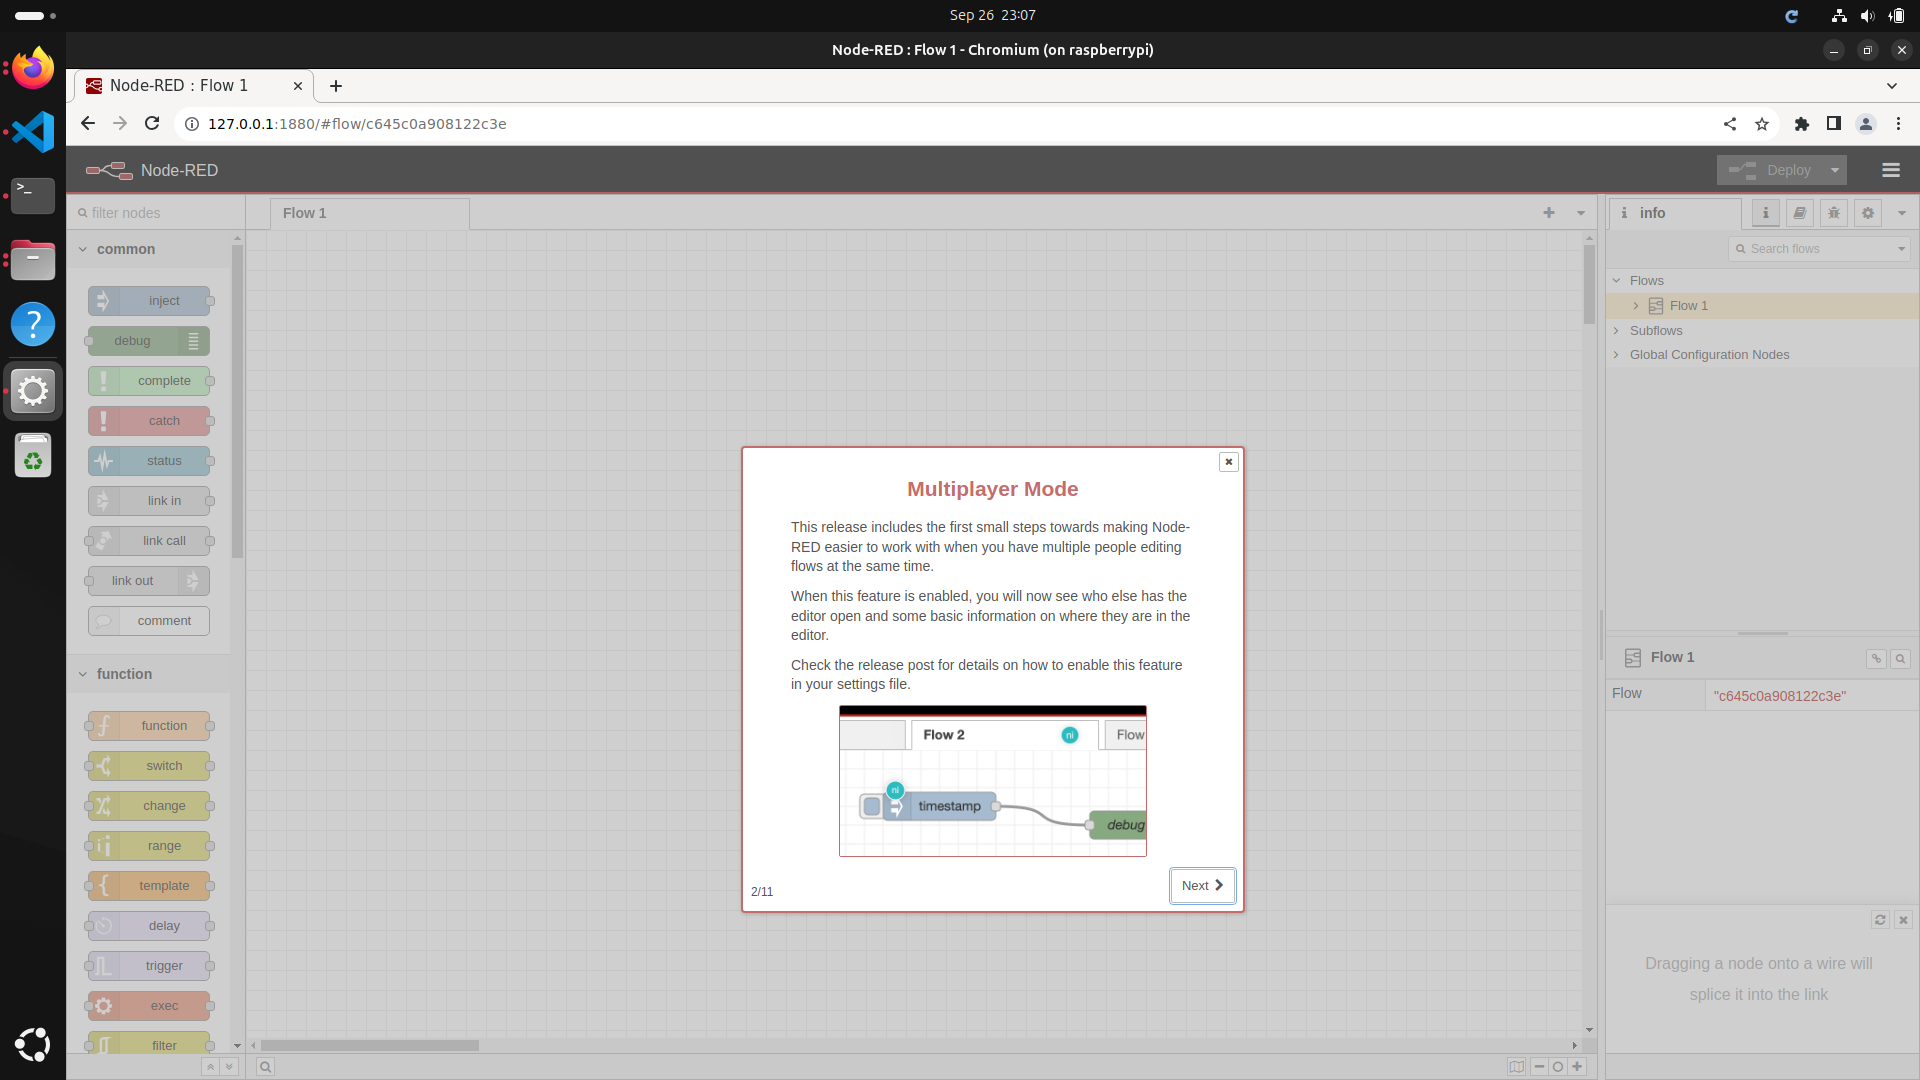 Sep 26 23:07
Node-RED : Flow 1 - Chromium (on raspberrypi)
Node-RED : Flow 1
127.0.0.1:1880/#flow/c645c0a908122c3e
Node-RED
Deploy
filter nodes
Flow 1
info
common
Search flows
Flows
Flow 1
Subflows
Global Configuration Nodes
inject
debug
complete
catch
status
link in
link call
link out
comment
function
function
switch
change
range
template
delay
trigger
exec
filter
Multiplayer Mode
This release includes the first small steps towards making Node-
RED easier to work with when you have multiple people editing
flows at the same time.
When this feature is enabled, you will now see who else has the
editor open and some basic information on where they are in the
editor.
Check the release post for details on how to enable this feature
in your settings file.
Flow 2
ni
Flow
ni
timestamp
debug
2/11
Next
Flow 1
Flow
"c645c0a908122c3e"
Dragging a node onto a wire will
splice it into the link